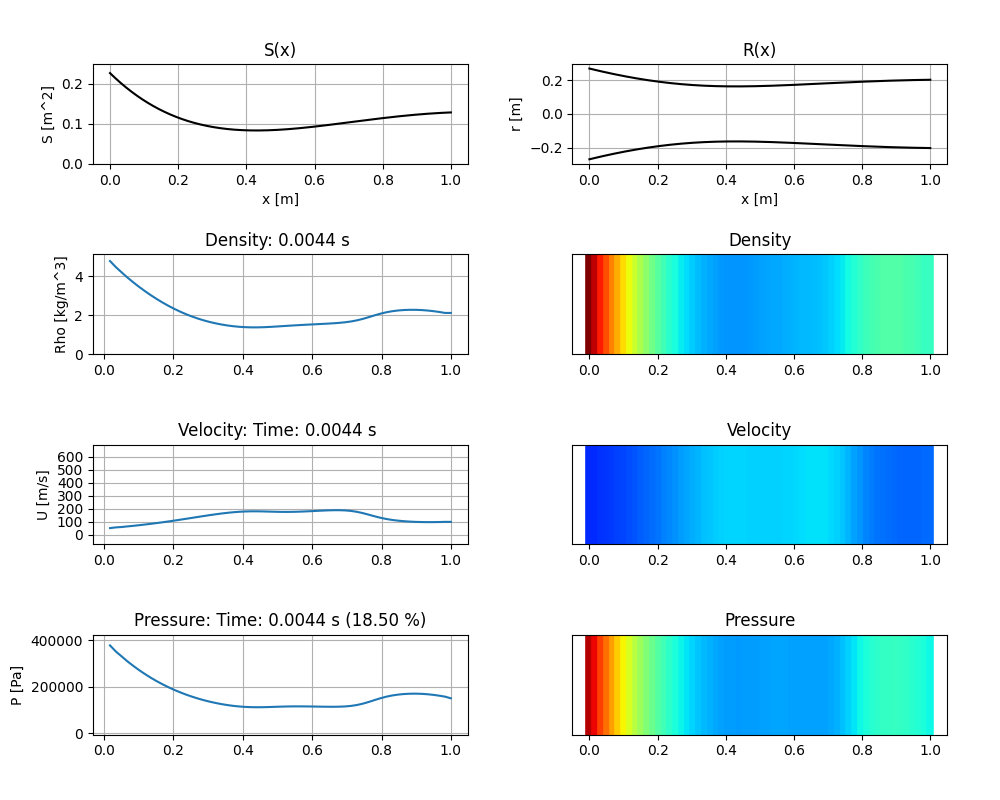 S(x)
S [m^2]
0.2
0.1
0.0
0.0 0.2 0.4 0.6 0.8 1.0
x [m]
R(x)
r [m]
0.2
0.0
−0.2
0.0 0.2 0.4 0.6 0.8 1.0
x [m]
Density: 0.0044 s
Rho [kg/m^3]
4
2
0
0.0 0.2 0.4 0.6 0.8 1.0
Density
0.0 0.2 0.4 0.6 0.8 1.0
Velocity: Time: 0.0044 s
U [m/s]
600
500
400
300
200
100
0
0.0 0.2 0.4 0.6 0.8 1.0
Velocity
0.0 0.2 0.4 0.6 0.8 1.0
Pressure: Time: 0.0044 s (18.50 %)
P [Pa]
400000
200000
0
0.0 0.2 0.4 0.6 0.8 1.0
Pressure
0.0 0.2 0.4 0.6 0.8 1.0